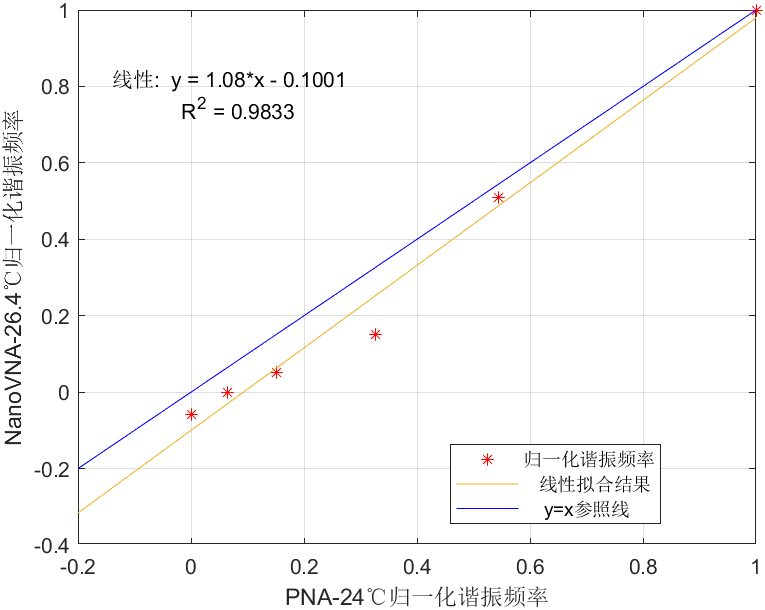 线性: y = 1.08*x - 0.1001
R2 = 0.9833
NanoVNA-26.4℃归一化谐振频率
1
0.8
0.6
0.4
0.2
0
-0.2
-0.4
归一化谐振频率
线性拟合结果
y=x参照线
-0.2 0 0.2 0.4 0.6 0.8 1
PNA-24℃归一化谐振频率